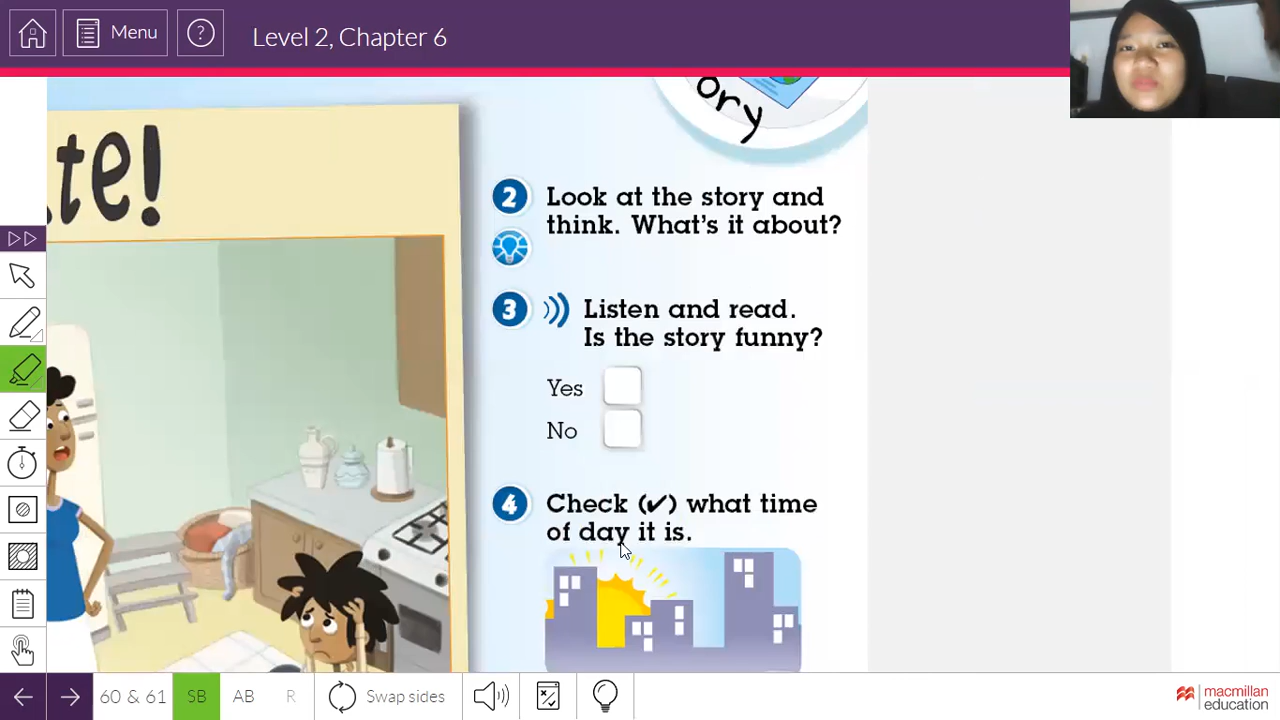 Menu
?
Level 2, Chapter 6
ory
te!
2 Look at the story and
think. What's it about?
3 Listen and read.
Is the story funny?
Yes
No
4 Check (✔) what time
of day it is.
60 & 61
SB
AB
R
Swap sides
macmillan
education